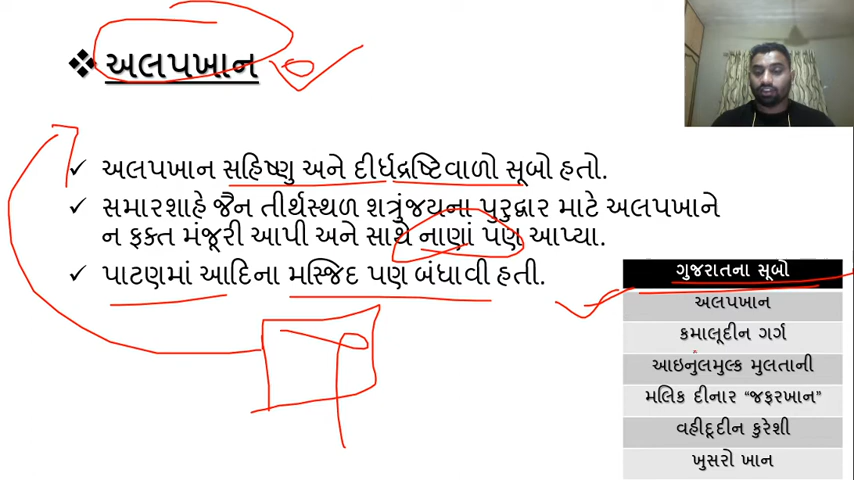 ❖ અલપખાન
✓ અલપખાન સહિષ્ણુ અને દીર્ધદ્રષ્ટિવાળો સૂબો હતો.
✓ સમારશાહે જૈન તીર્થસ્થળ શત્રુંજયના પુરુદ્વાર માટે અલપખાને
ન ફક્ત મંજૂરી આપી અને સાથે નાણાં પણ આપ્યા.
✓ પાટણમાં આદિના મસ્જિદ પણ બંધાવી હતી.
ગુજરાતના સૂબો
અલપખાન
કમાલૂદીન ગર્ગ
આઇનુલમુલ્ક મુલતાની
મલિક દીનાર “જફરખાન”
વહીદૂદીન કુરેશી
ખુસરો ખાન